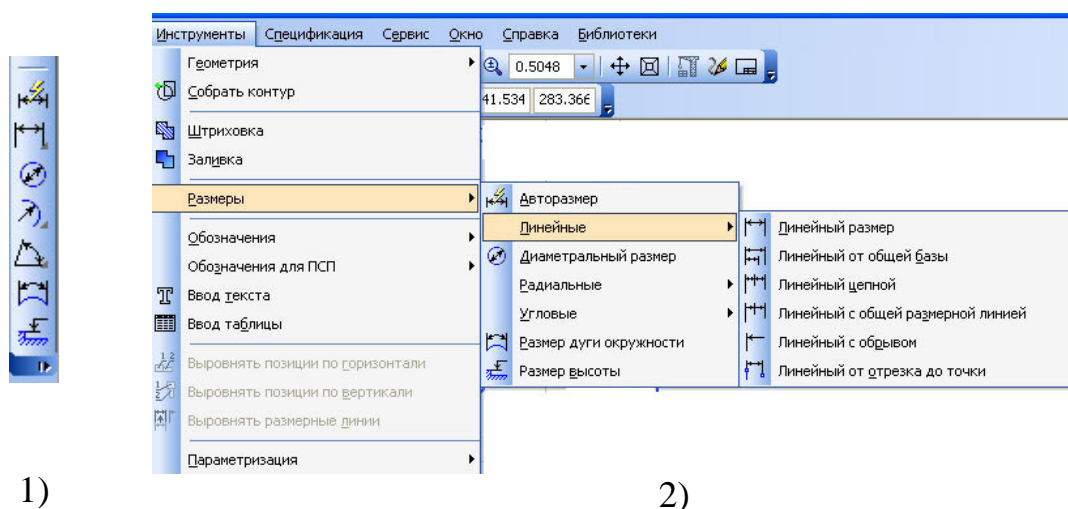 Инструменты Спецификация Сервис Окно Справка Библиотеки
Геометрия
0.5048
Собрать контур
41.534 283.366
Штриховка
Заливка
Размеры
Авторазмер
Линейные
Линейный размер
Обозначения
Диаметральный размер
Линейный от общей базы
Обозначения для ПСП
Радиальные
Линейный цепной
Ввод текста
Угловые
Линейный с общей размерной линией
Ввод таблицы
Размер дуги окружности
Линейный с обрывом
Выровнять позиции по горизонтали
Размер высоты
Линейный от отрезка до точки
Выровнять позиции по вертикали
Выровнять размерные линии
Параметризация
1)
2)